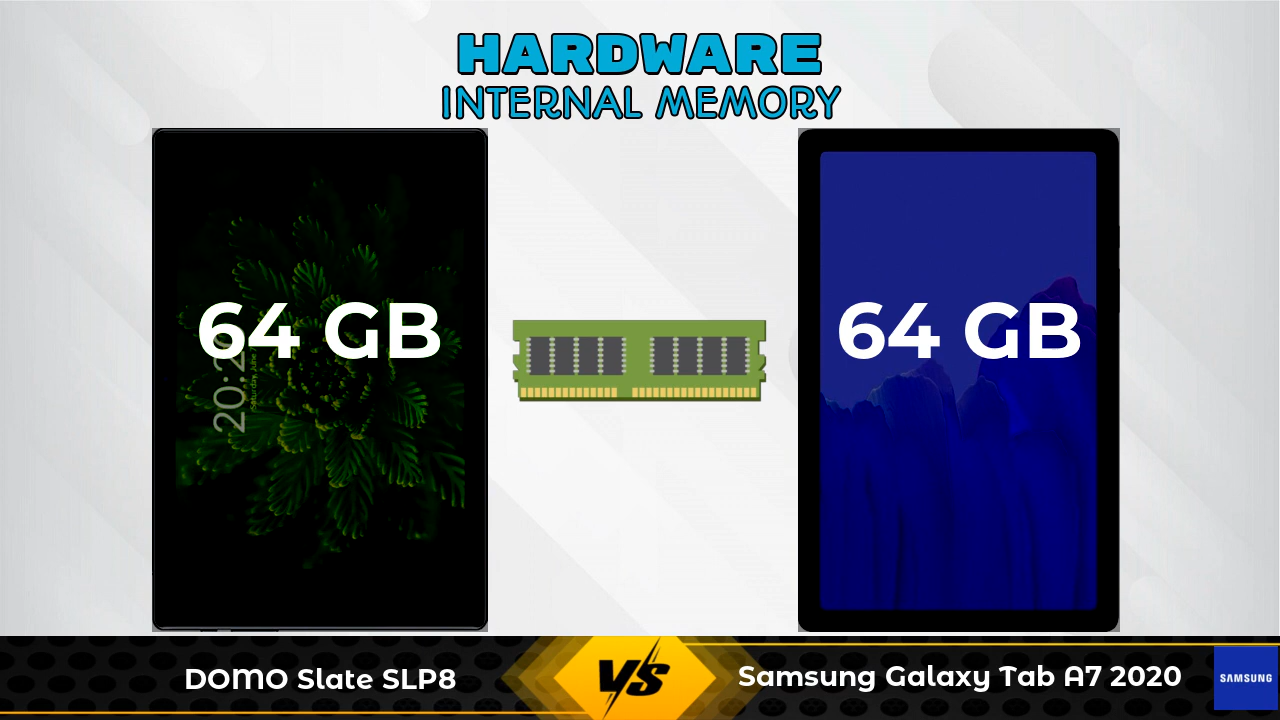 HARDWARE
INTERNAL MEMORY
64 GB
64 GB
DOMO Slate SLP8
VS
Samsung Galaxy Tab A7 2020
SAMSUNG